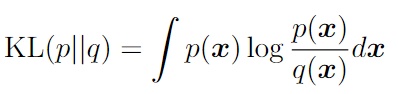 KL(p||q) = ∫ p(x) log p(x)/q(x) dx